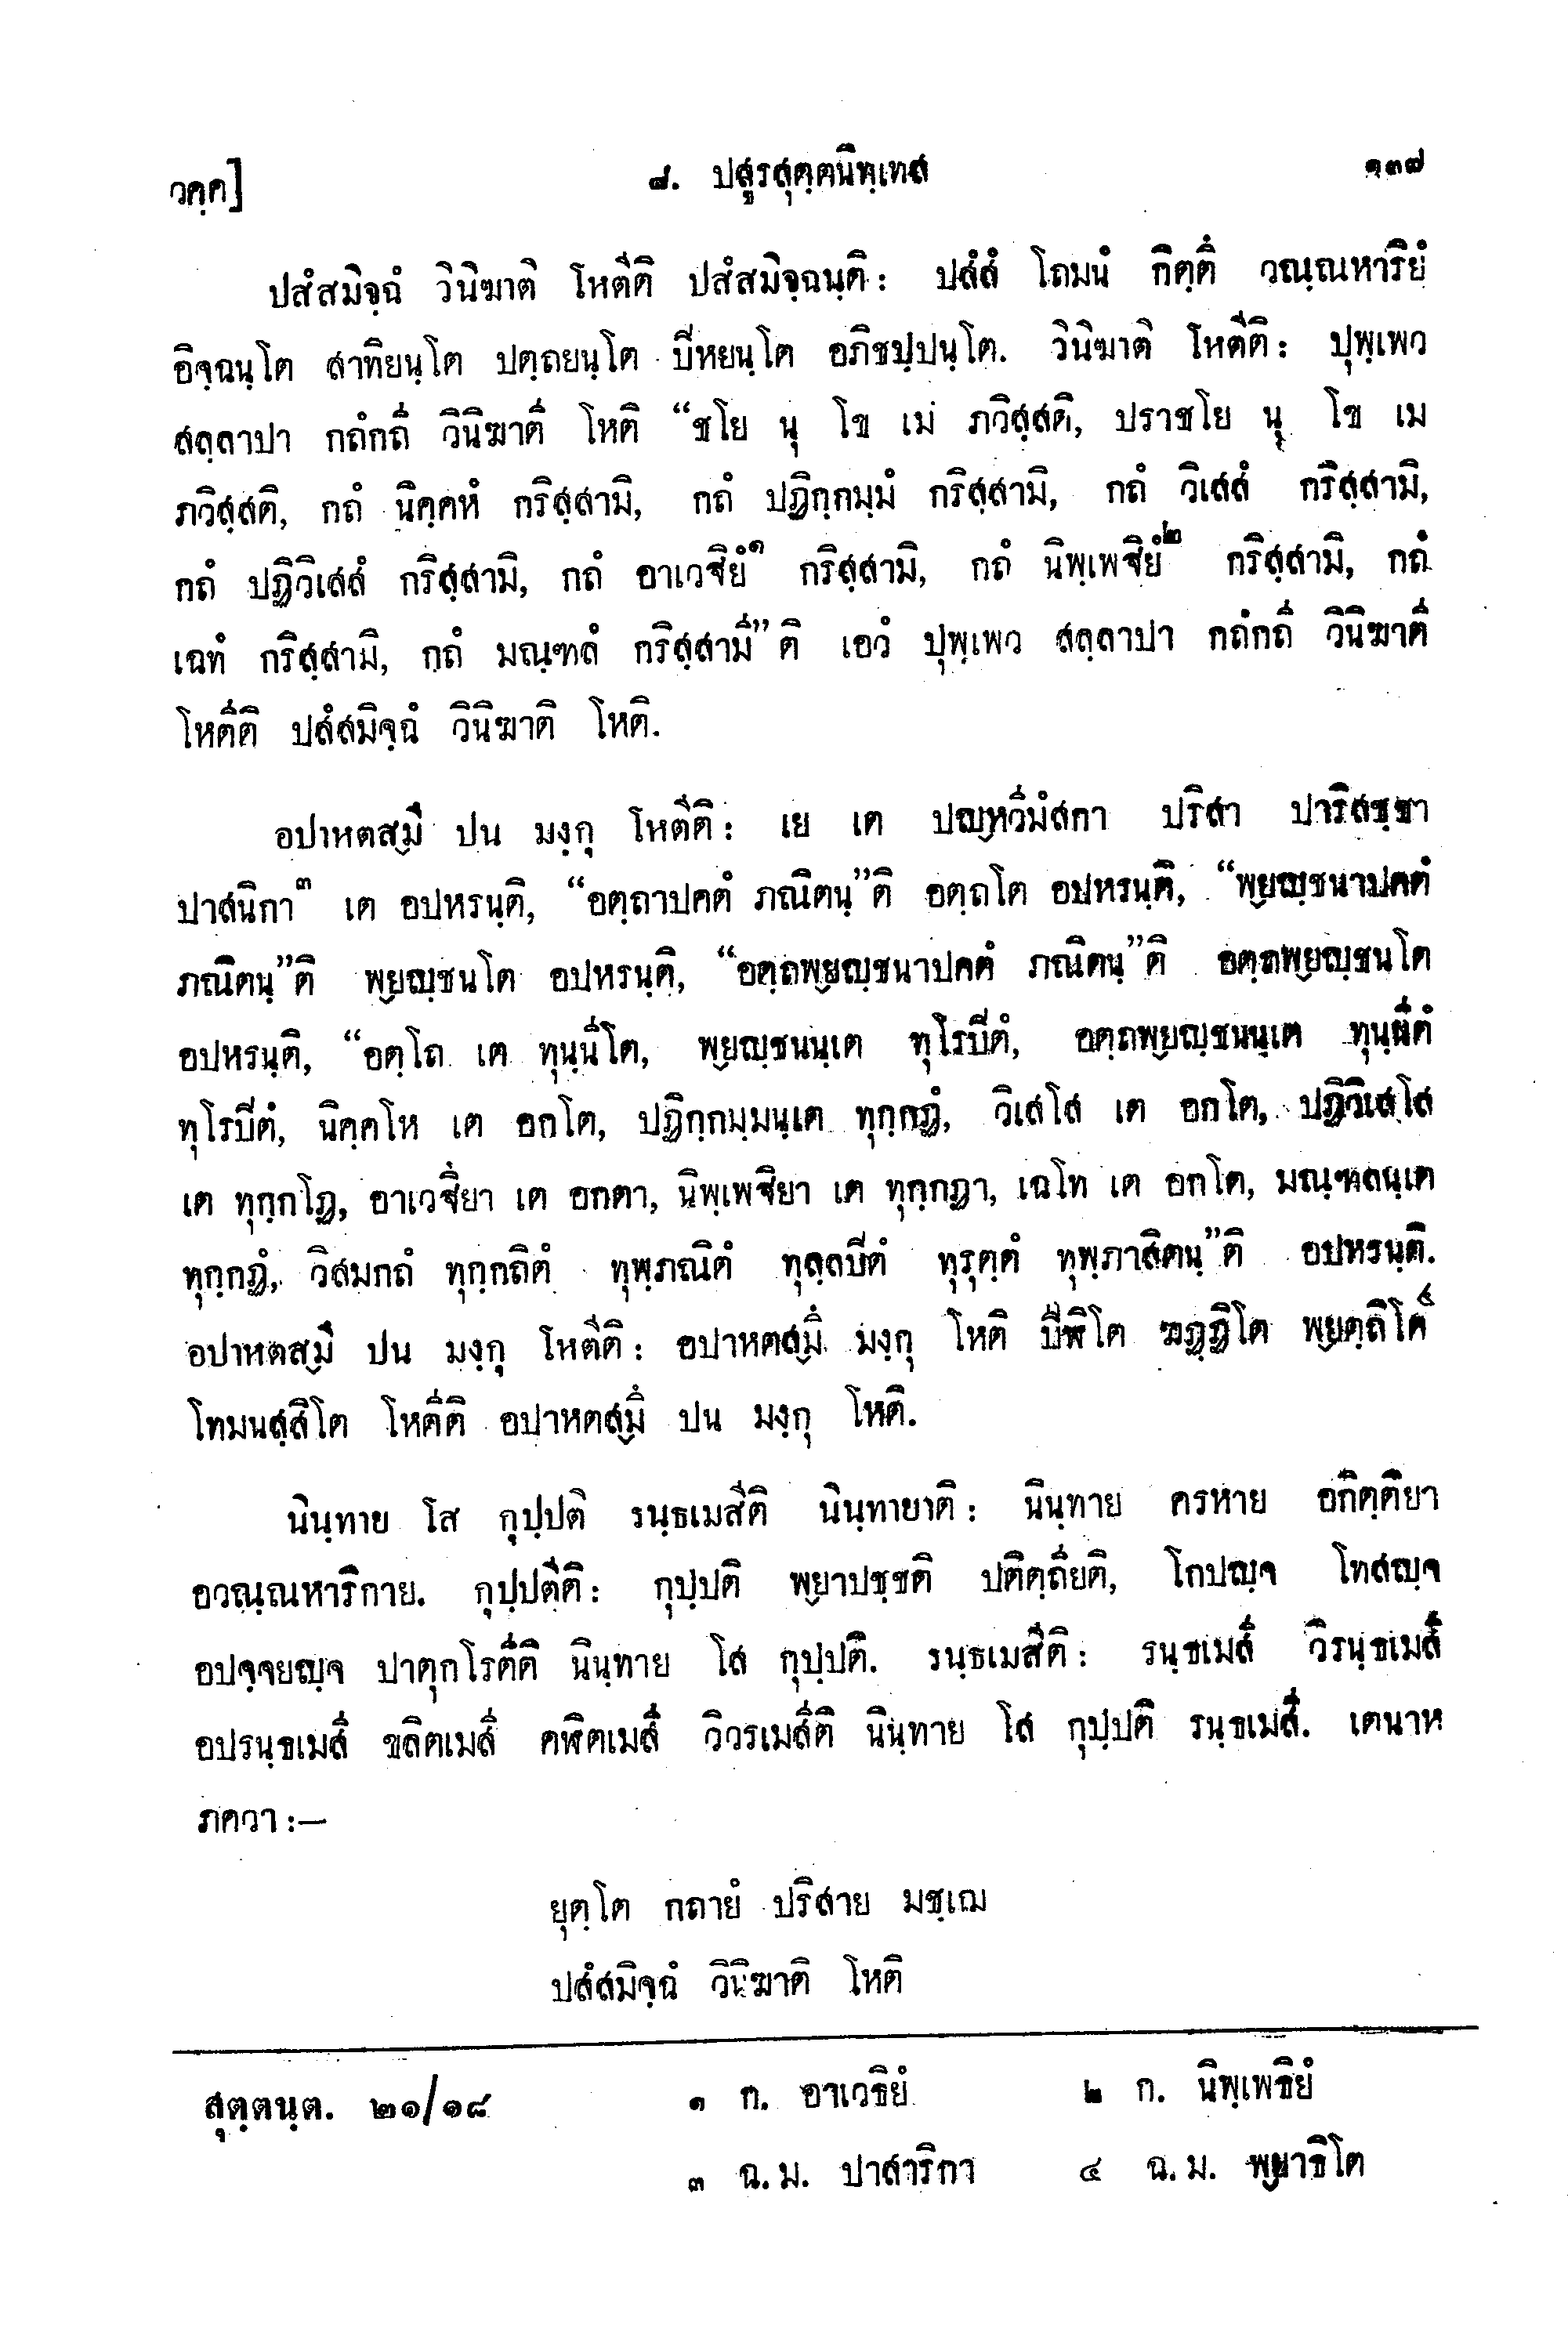 วคฺค]
๘. ปสูรสุตฺตนิทฺเทส
๑๓๗
ปสํสมิจฺฉํ วินิฆาติ โหตีติ ปสํสมิจฺฉนฺติ: ปสํสํ โถมนํ กิตฺตึ วณฺณหาริยํ
อิจฺฉนฺโต สาทิยนฺโต ปตฺถยนฺโต ปิหยนฺโต อภิชปฺปนฺโต. วินิฆาติ โหตีติ: ปุพฺเพว
สลฺลาปา กถํกถี วินิฆาตี โหติ “ชโย นุ โข เม ภวิสฺสติ, ปราชโย นุ โข เม
ภวิสฺสติ, กถํ นิคฺคหํ กริสฺสามิ, กถํ ปฏิกฺกมฺมํ กริสฺสามิ, กถํ วิเสสํ กริสฺสามิ,
กถํ ปฏิวิเสสํ กริสฺสามิ, กถํ อาเวฐิยํ๑ กริสฺสามิ, กถํ นิพฺเพฐิยํ๒ กริสฺสามิ, กถํ
เฉทํ กริสฺสามิ, กถํ มณฺฑลํ กริสฺสามี”ติ เอวํ ปุพฺเพว สลฺลาปา กถํกถี วินิฆาตี
โหตีติ ปสํสมิจฺฉํ วินิฆาติ โหติ.
อปาหตสฺมึ ปน มงฺกุ โหตีติ: เย เต ปญฺหวีมํสกา ปริสา ปาริสชฺชา
ปาสนิกา๓ เต อปหรนฺติ, “อตฺถาปคตํ ภณิตนฺ”ติ อตฺถโต อปหรนฺติ, “พฺยญฺชนาปคตํ
ภณิตนฺ”ติ พฺยญฺชนโต อปหรนฺติ, “อตฺถพฺยญฺชนาปคตํ ภณิตนฺ”ติ อตฺถพฺยญฺชนโต
อปหรนฺติ, “อตฺโถ เต ทุนฺนีโต, พฺยญฺชนนฺเต ทุโรปิตํ, อตฺถพฺยญฺชนนฺเต ทุนฺนีตํ
ทุโรปิตํ, นิคฺคโห เต อกโต, ปฏิกฺกมฺมนฺเต ทุกฺกฏํ, วิเสโส เต อกโต, ปฏิวิเสโส
เต ทุกฺกโฏ, อาเวฐิยา เต อกตา, นิพฺเพฐิยา เต ทุกฺกฏา, เฉโท เต อกโต, มณฺฑลนฺเต
ทุกฺกฏํ, วิสมกถํ ทุกฺกถิตํ ทุพฺภณิตํ ทุลฺลปิตํ ทุรุตฺตํ ทุพฺภาสิตนฺ”ติ อปหรนฺติ.
อปาหตสฺมึ ปน มงฺกุ โหตีติ: อปาหตสฺมึ มงฺกุ โหติ ปีฬิโต ฆฏฺฏิโต พฺยตฺถิโต๔
โทมนสฺสิโต โหตีติ อปาหตสฺมึ ปน มงฺกุ โหติ.
นินฺทาย โส กุปฺปติ รนฺธเมสีติ นินฺทายาติ: นินฺทาย ครหาย อกิตฺติยา
อวณฺณหาริกาย. กุปฺปตีติ: กุปฺปติ พฺยาปชฺชติ ปติตฺถียติ, โกปญฺจ โทสญฺจ
อปจฺจยญฺจ ปาตุกโรตีติ นินฺทาย โส กุปฺปติ. รนฺธเมสีติ: รนฺธเมสี วิรนฺธเมสี
อปรนฺธเมสี ขลิตเมสี คฬิตเมสี วิวรเมสีติ นินฺทาย โส กุปฺปติ รนฺธเมสี. เตนาห
ภควา:—
ยุตฺโต กถายํ ปริสาย มชฺเฌ
ปสํสมิจฺฉํ วินิฆาติ โหติ
สุตฺตนฺต. ๒๑/๑๘
๑ ก. อาเวธิยํ
๒ ก. นิพฺเพธิยํ
๓ ฉ.ม. ปาสาริกา
๔ ฉ.ม. พฺยาธิโต